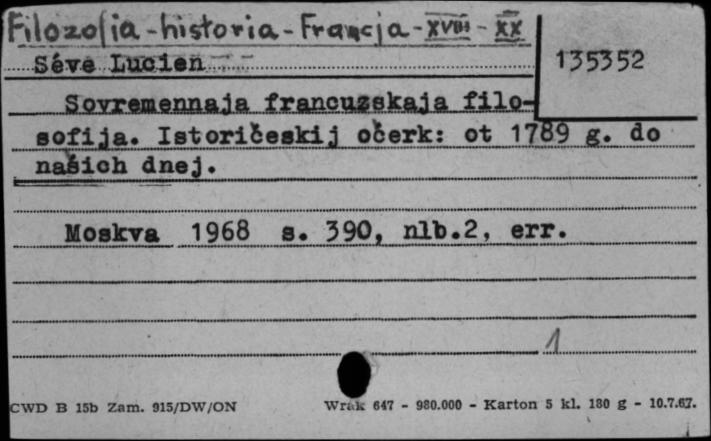 Filozofia - historia - Francja - XVIII - XX
Séve Lucien
135352
Sovremennaja francuzskaja filo-
sofija. Istoričeskij očerk: ot 1789 g. do
našich dnej.
Moskva 1968 s. 390, nlb.2, err.
1
CWD B 15b Zam. 915/DW/ON
Wrak 647 - 980.000 - Karton 5 kl. 180 g - 10.7.67.